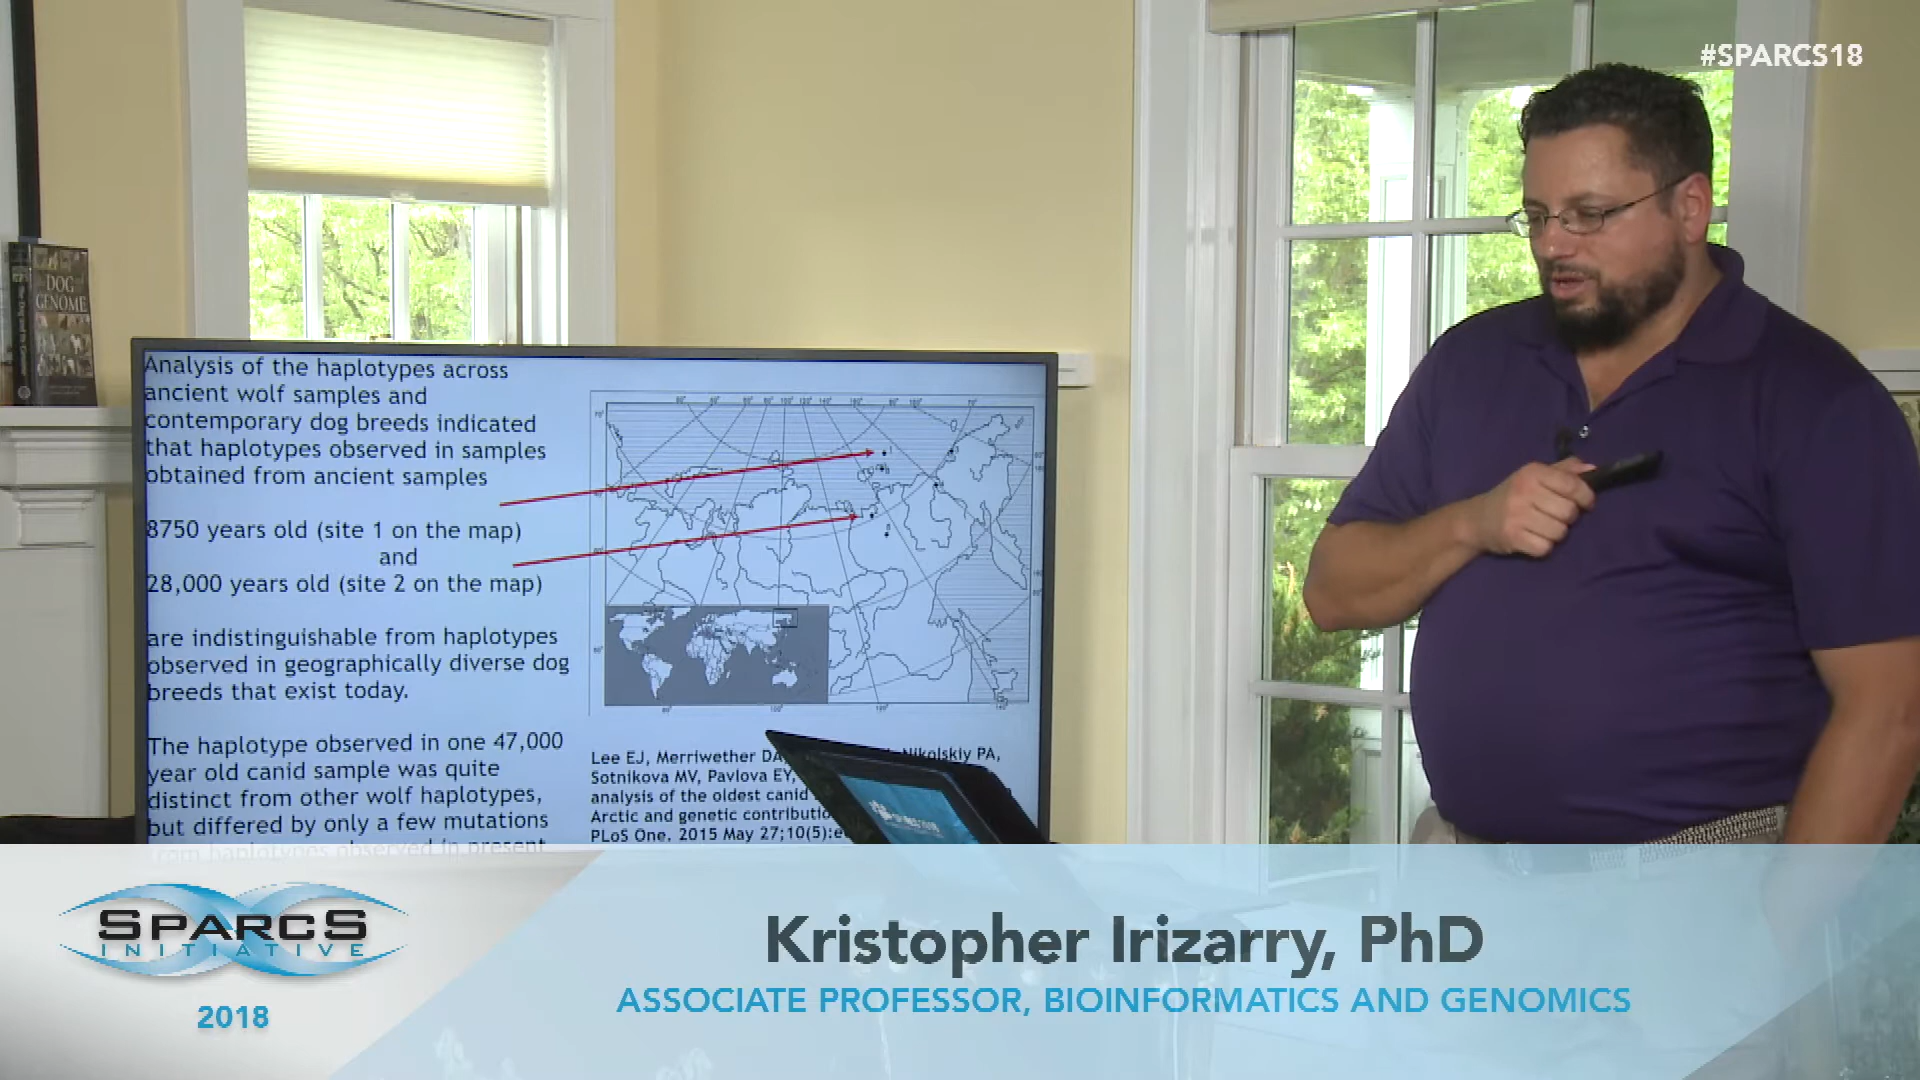 #SPARCS18
DOG
GENOME
Analysis of the haplotypes across
ancient wolf samples and
contemporary dog breeds indicated
that haplotypes observed in samples
obtained from ancient samples
8750 years old (site 1 on the map)
and
28,000 years old (site 2 on the map)
are indistinguishable from haplotypes
observed in geographically diverse dog
breeds that exist today.
The haplotype observed in one 47,000
year old canid sample was quite
distinct from other wolf haplotypes,
but differed by only a few mutations
from haplotypes observed in present
Lee EJ, Merriwether DA, Nikolskiy PA,
Sotnikova MV, Pavlova EY,
analysis of the oldest canid
Arctic and genetic contributio
PLoS One. 2015 May 27;10(5):e
SPARCS
INITIATIVE
2018
Kristopher Irizarry, PhD
ASSOCIATE PROFESSOR, BIOINFORMATICS AND GENOMICS